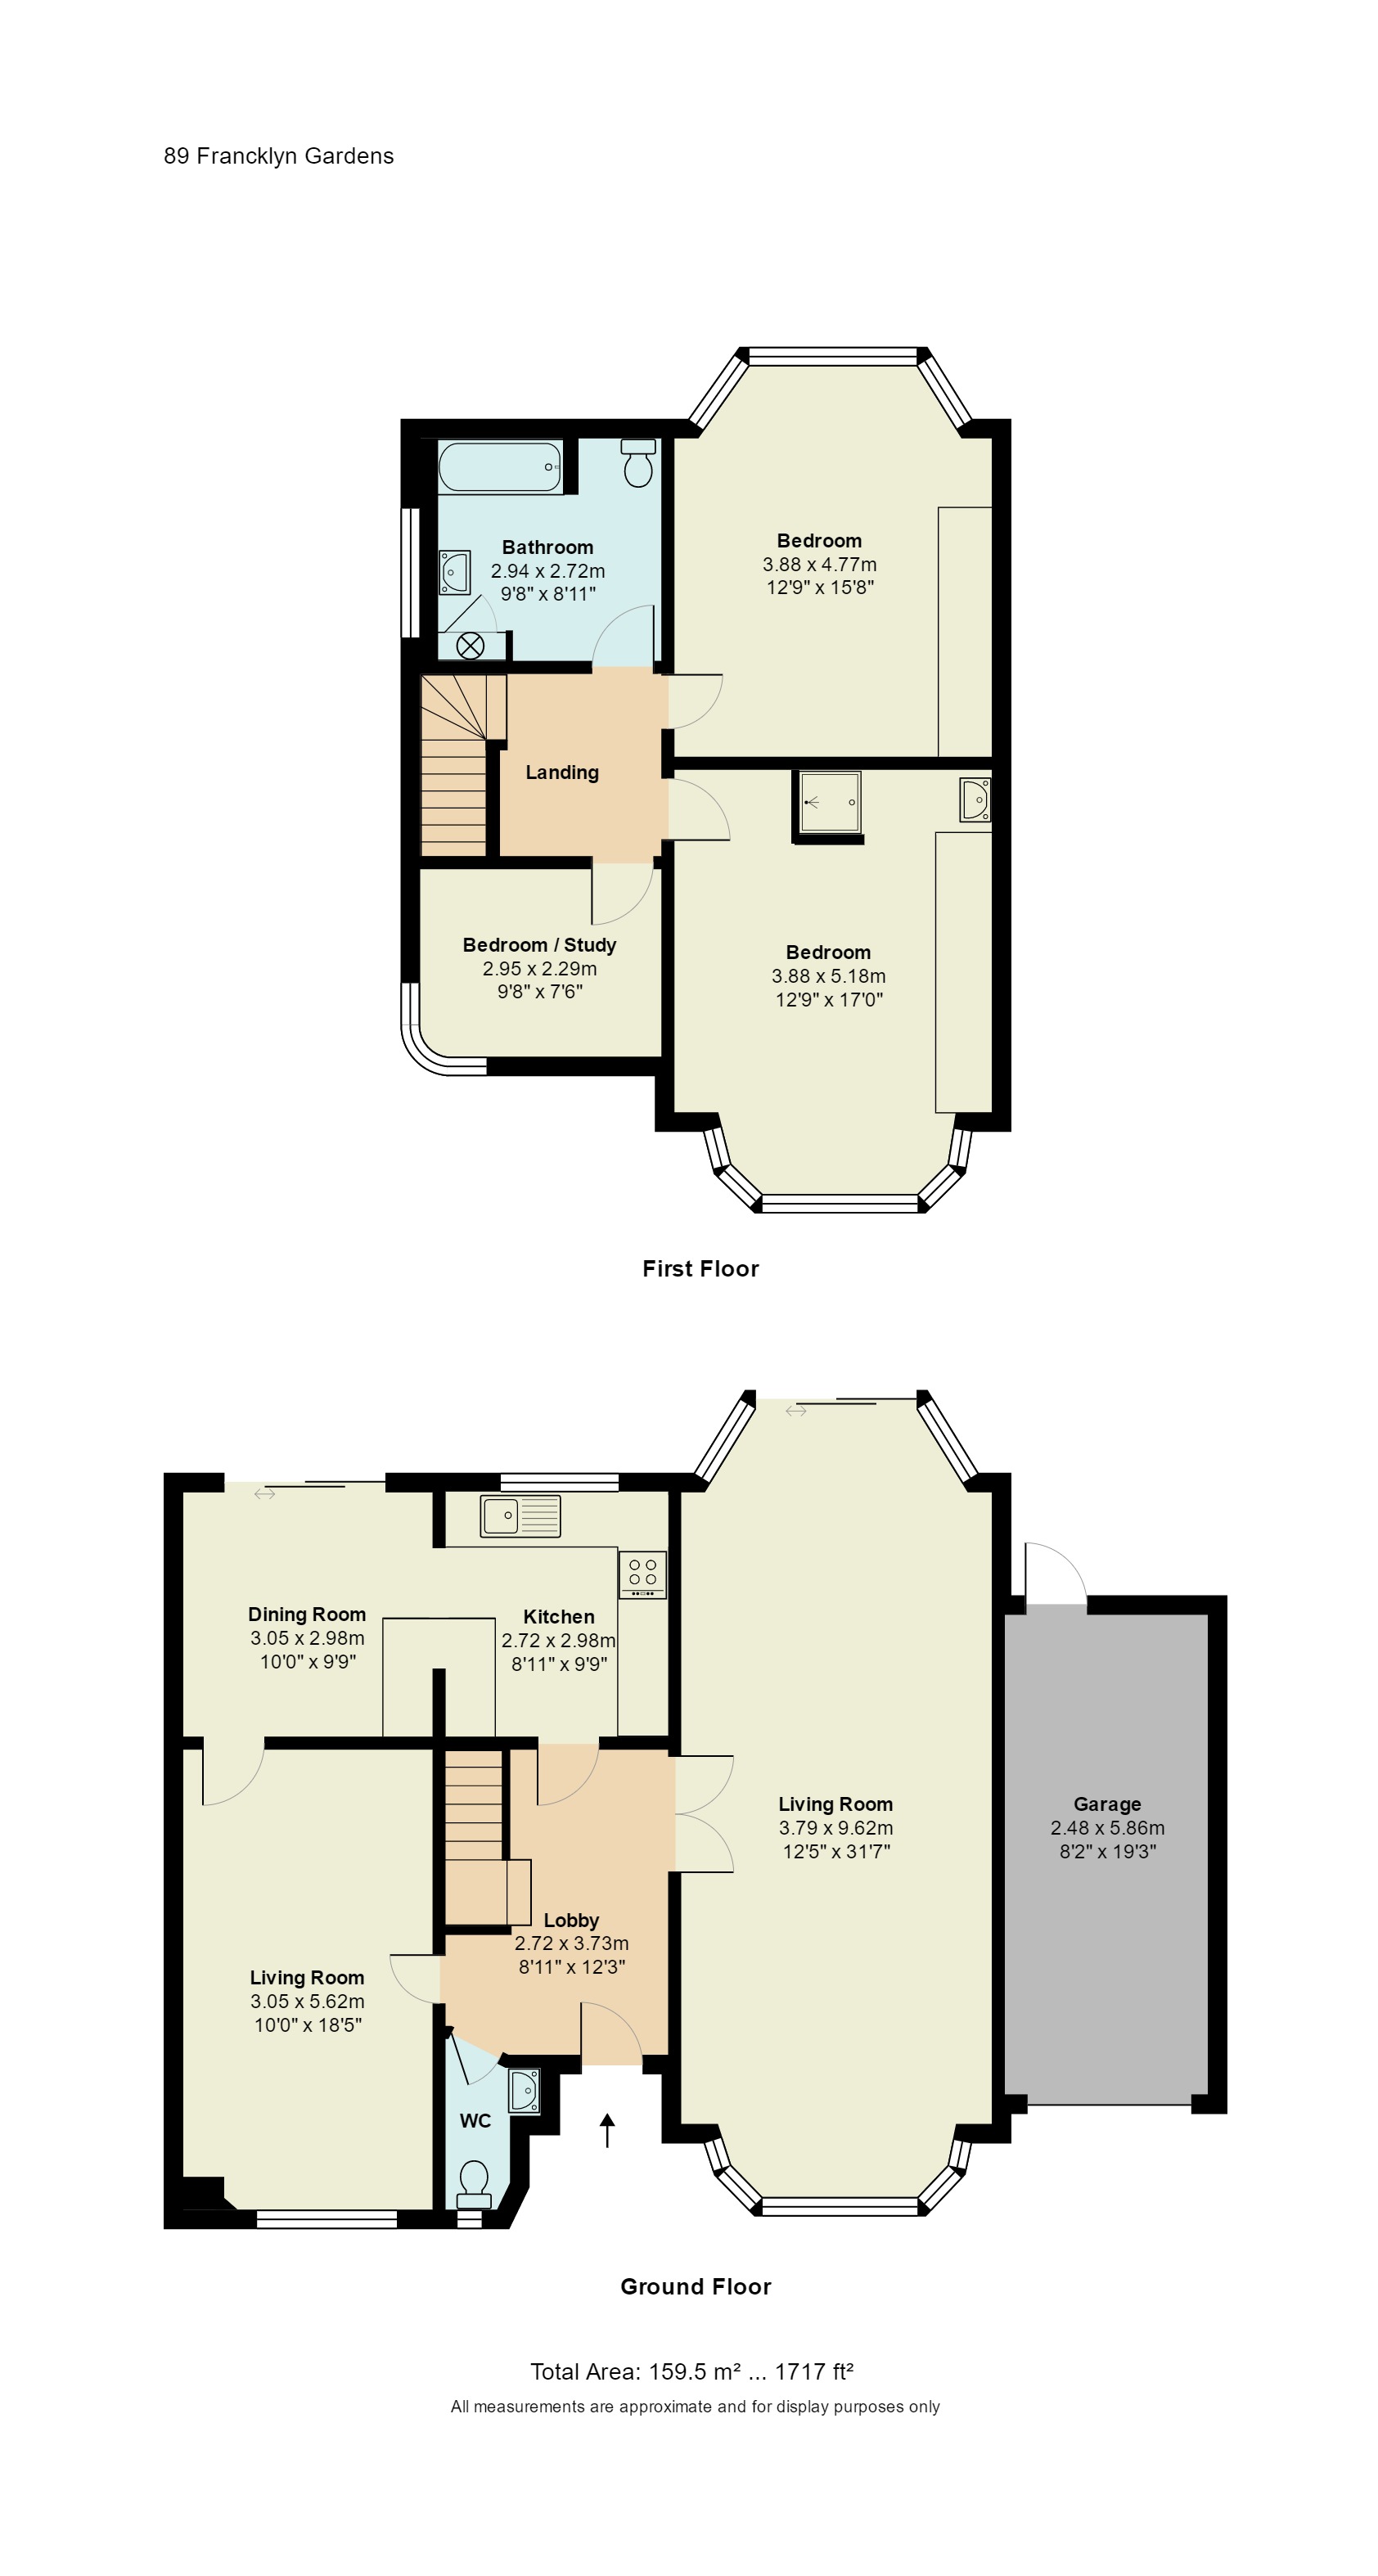 89 Francklyn Gardens
Bedroom
3.88 x 4.77m
12'9" x 15'8"
Bathroom
2.94 x 2.72m
9'8" x 8'11"
Landing
Bedroom / Study
2.95 x 2.29m
9'8" x 7'6"
Bedroom
3.88 x 5.18m
12'9" x 17'0"
First Floor
Dining Room
3.05 x 2.98m
10'0" x 9'9"
Kitchen
2.72 x 2.98m
8'11" x 9'9"
Living Room
3.79 x 9.62m
12'5" x 31'7"
Garage
2.48 x 5.86m
8'2" x 19'3"
Lobby
2.72 x 3.73m
8'11" x 12'3"
Living Room
3.05 x 5.62m
10'0" x 18'5"
WC
Ground Floor
Total Area: 159.5 m² ... 1717 ft²
All measurements are approximate and for display purposes only